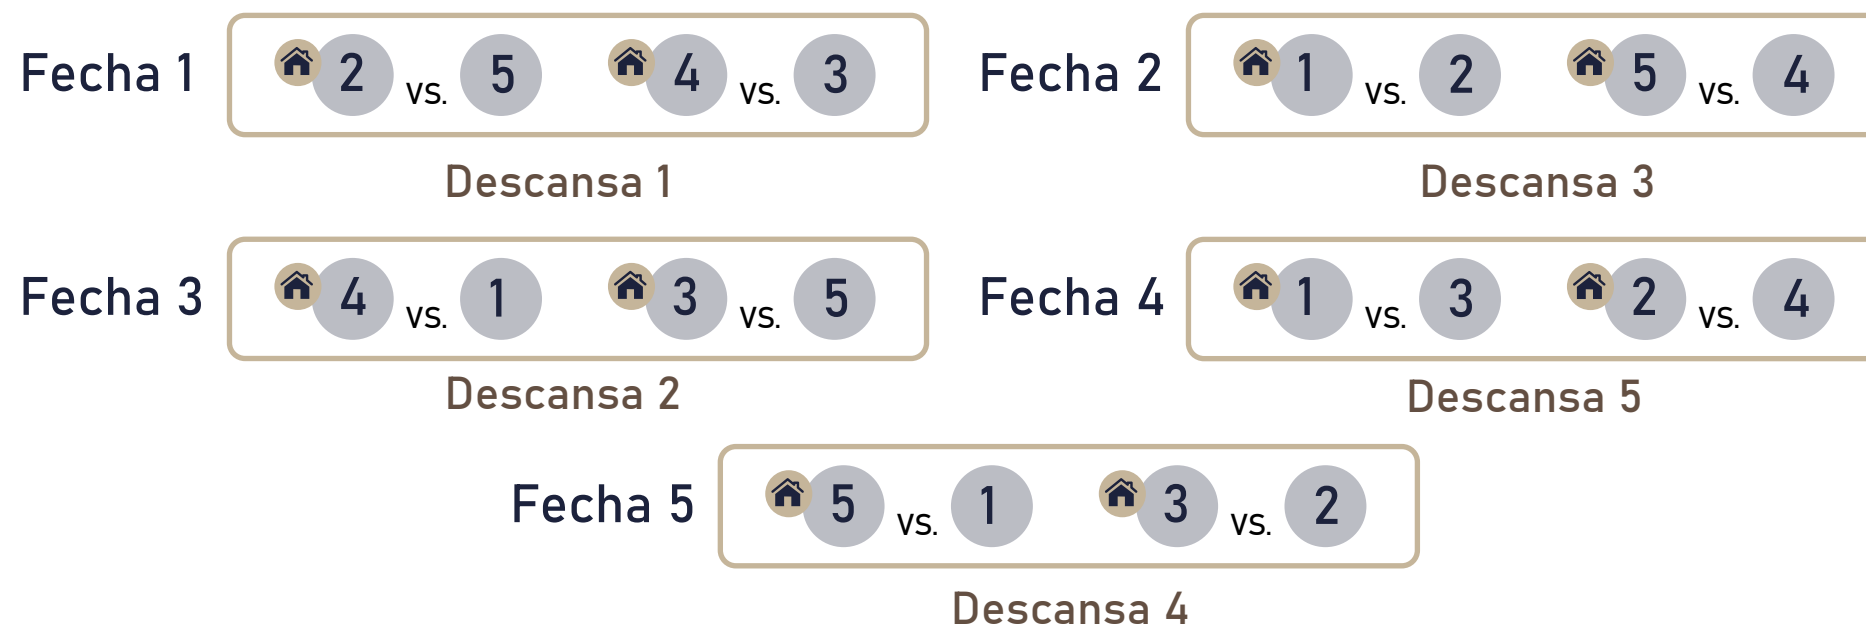 Fecha 1 2 vs. 5 4 vs. 3
Descansa 1
Fecha 2 1 vs. 2 5 vs. 4
Descansa 3
Fecha 3 4 vs. 1 3 vs. 5
Descansa 2
Fecha 4 1 vs. 3 2 vs. 4
Descansa 5
Fecha 5 5 vs. 1 3 vs. 2
Descansa 4